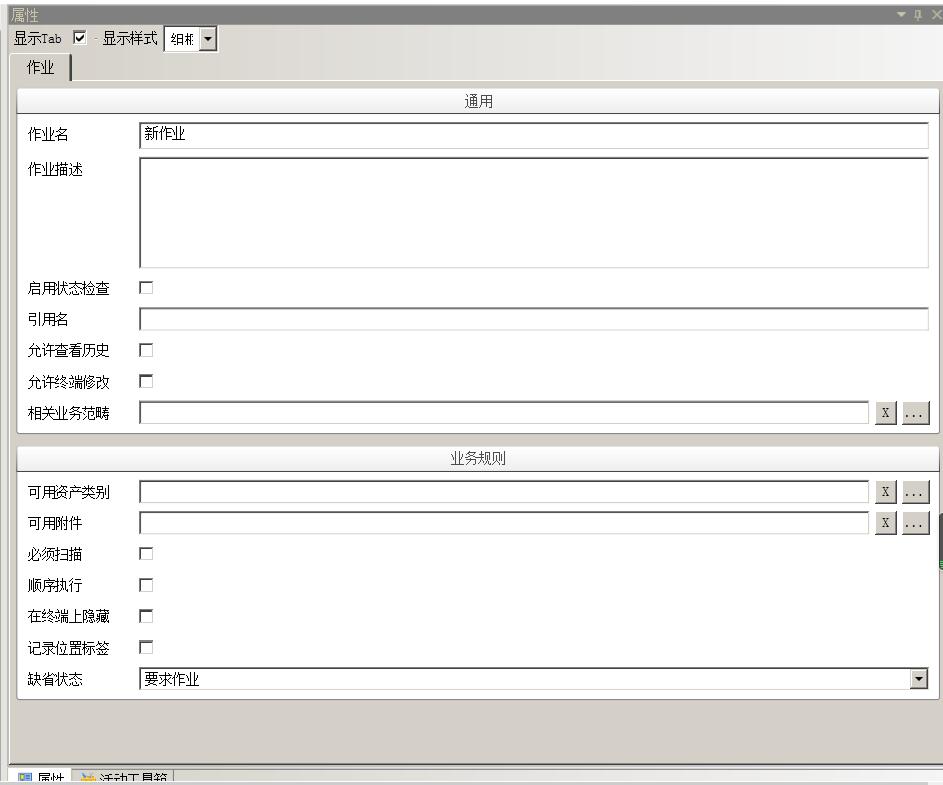 属性
显示Tab - 显示样式
作业
通用
作业名 新作业
作业描述
启用状态检查
引用名
允许查看历史
允许终端修改
相关业务范畴 X ...
业务规则
可用资产类别 X ...
可用附件 X ...
必须扫描
顺序执行
在终端上隐藏
记录位置标签
缺省状态 要求作业
属性 活动工具箱